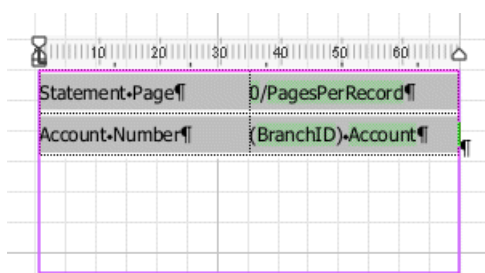 10 20 30 40 50 60
Statement·Page¶ 0/PagesPerRecord¶
Account·Number¶ (BranchID)·Account¶
¶